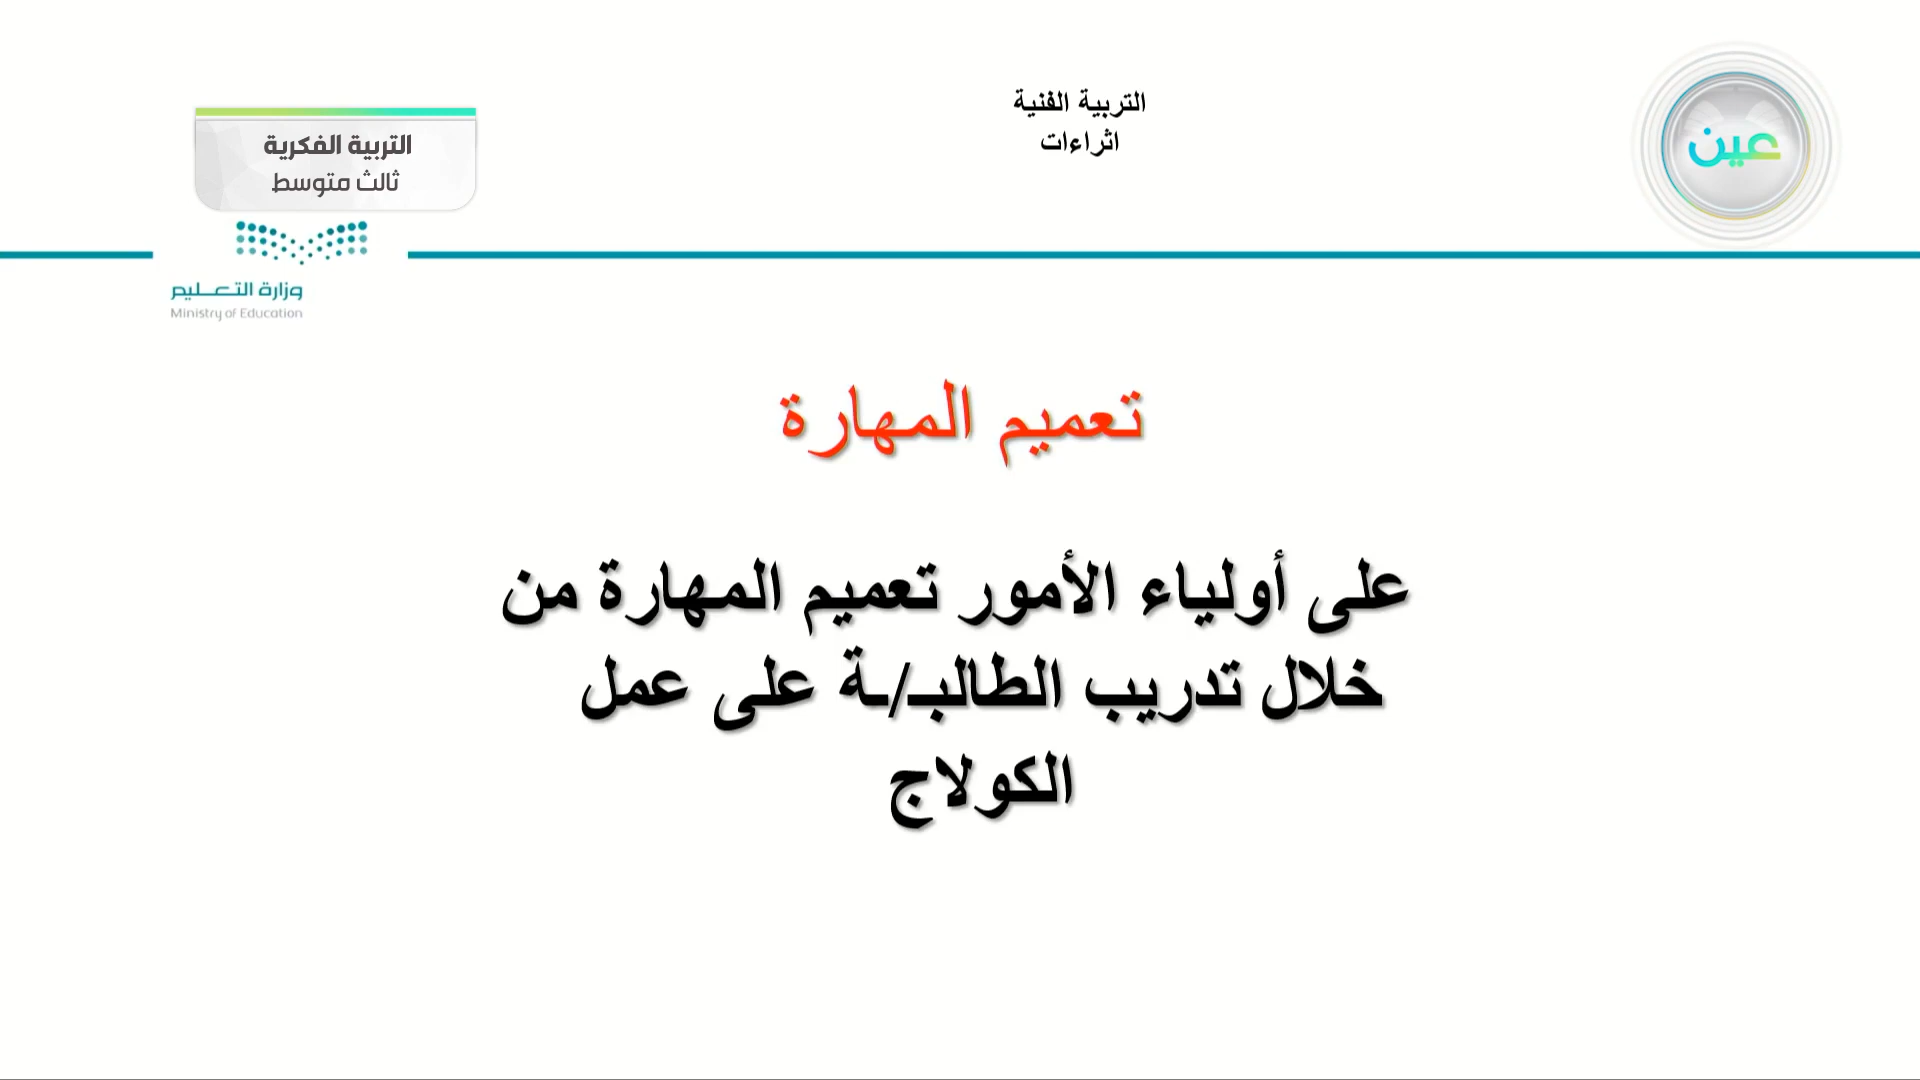 عين
التربية الفنية
اثراءات
التربية الفكرية
ثالث متوسط
وزارة التعليم
Ministry of Education
تعميم المهارة
على أولياء الأمور تعميم المهارة من
خلال تدريب الطالبـ/ـة على عمل
الكولاج